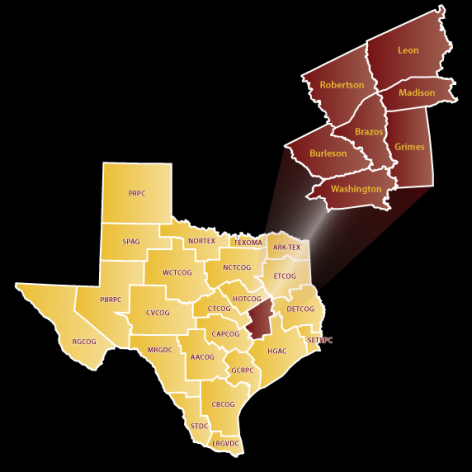 Leon
Robertson
Madison
Brazos
Grimes
Burleson
Washington
PRPC
SPAG
NORTEX
TEXOMA
ARK-TEX
WCTCOG
NCTCOG
ETCOG
PBRPC
CVCOG
CTCOG
HOTCOG
DETCOG
RGCOG
MRGDC
AACOG
CAPCOG
HGAC
SETRPC
GCRPC
CBCOG
STDC
LRGVDC